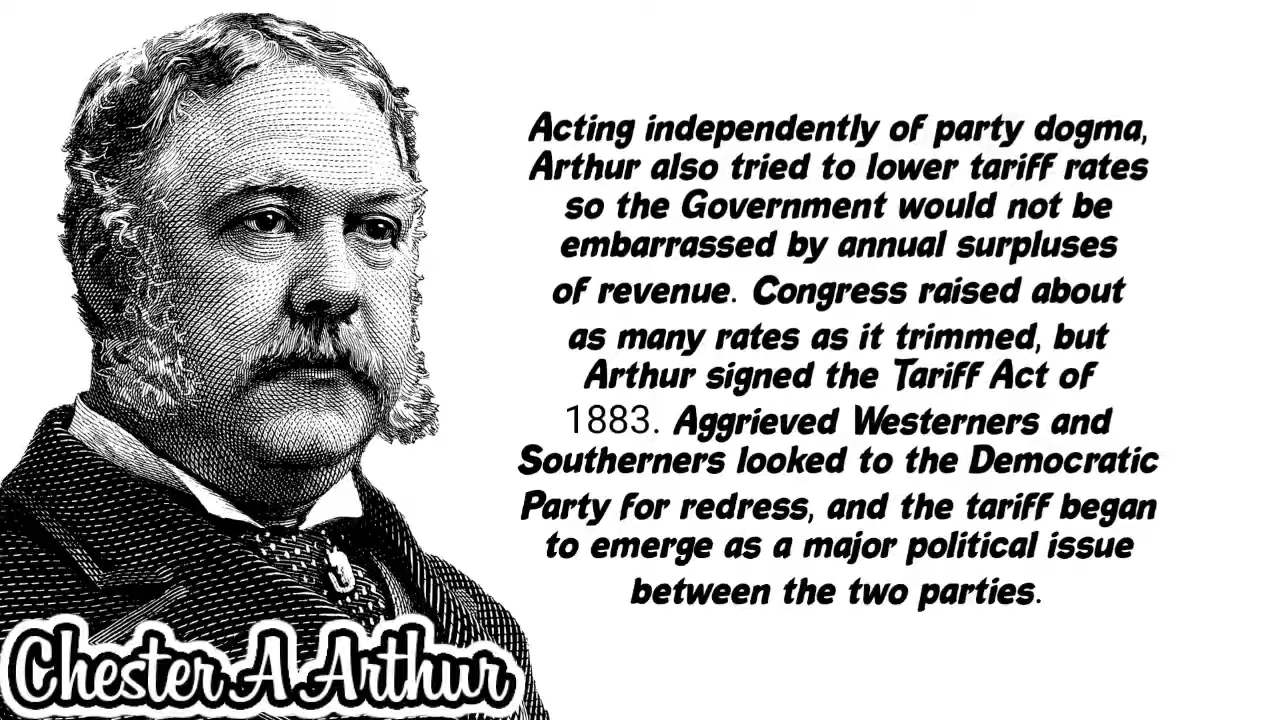 Acting independently of party dogma,
Arthur also tried to lower tariff rates
so the Government would not be
embarrassed by annual surpluses
of revenue. Congress raised about
as many rates as it trimmed, but
Arthur signed the Tariff Act of
1883. Aggrieved Westerners and
Southerners looked to the Democratic
Party for redress, and the tariff began
to emerge as a major political issue
between the two parties.
Chester A Arthur